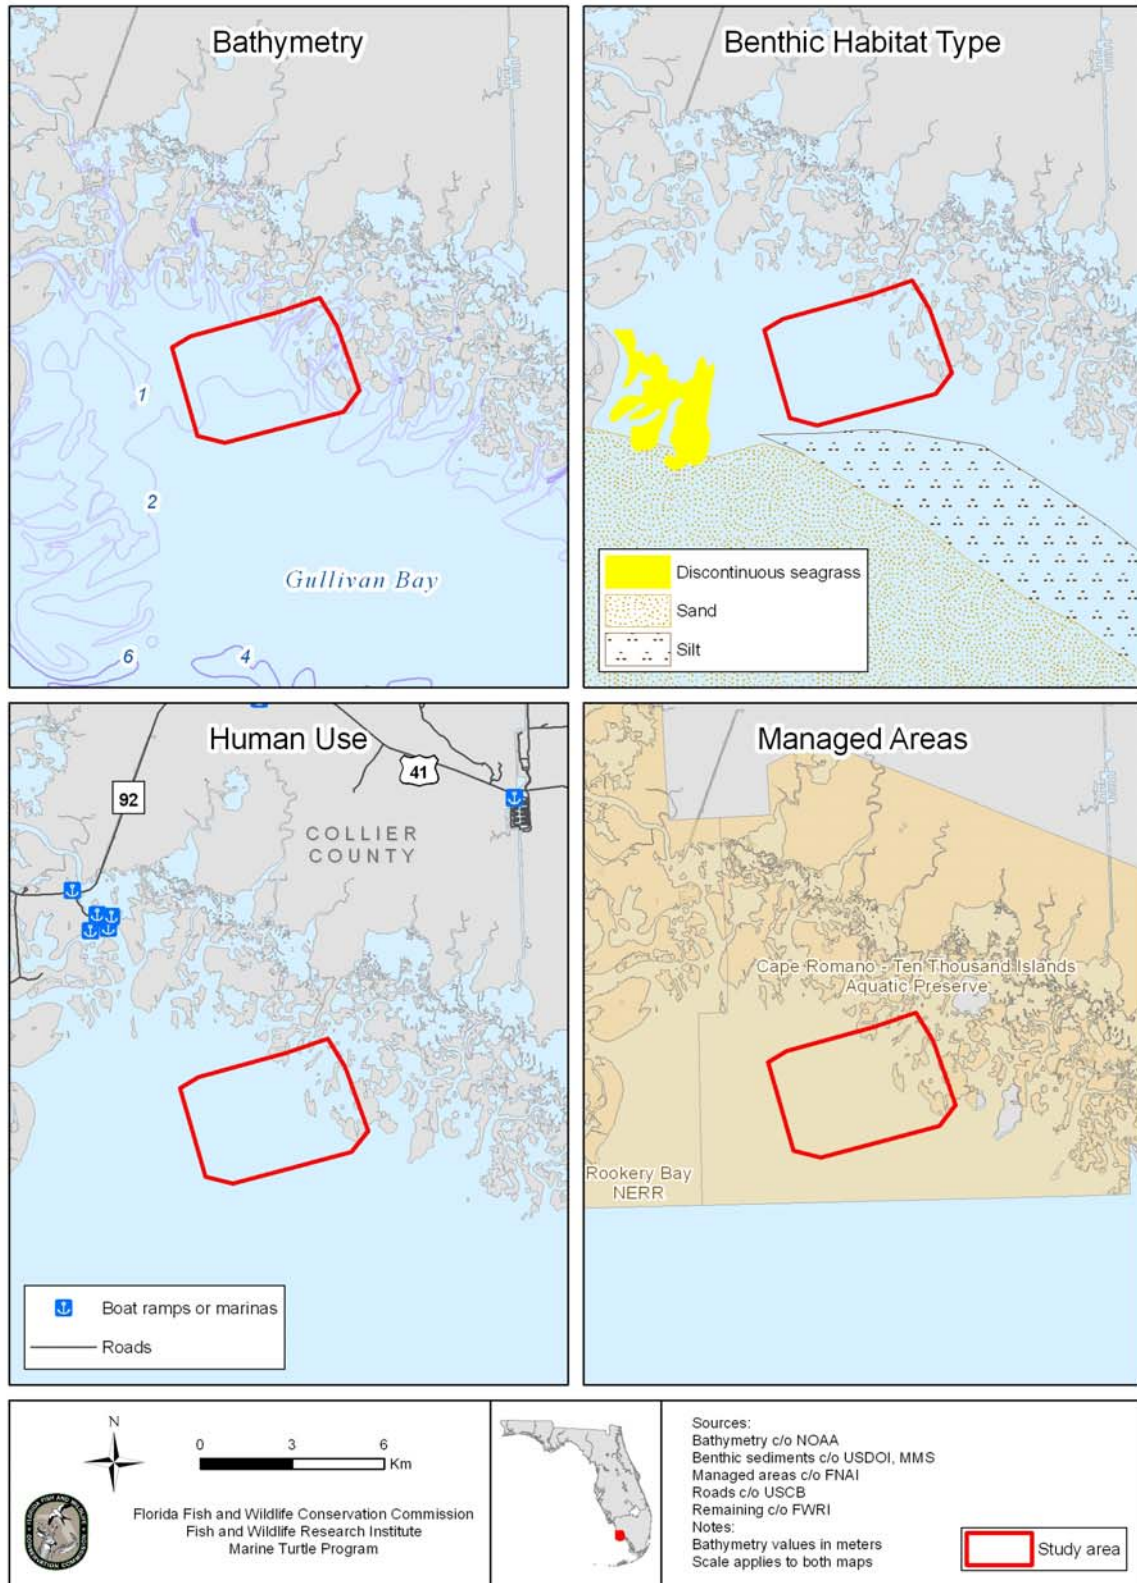 Bathymetry
1
2
Gullivan Bay
6
4
Benthic Habitat Type
Discontinuous seagrass
Sand
Silt
Human Use
92
41
COLLIER
COUNTY
Boat ramps or marinas
Roads
Managed Areas
Cape Romano - Ten Thousand Islands
Aquatic Preserve
Rookery Bay
NERR
N
0 3 6
Km
Florida Fish and Wildlife Conservation Commission
Fish and Wildlife Research Institute
Marine Turtle Program
Sources:
Bathymetry c/o NOAA
Benthic sediments c/o USDOI, MMS
Managed areas c/o FNAI
Roads c/o USCB
Remaining c/o FWRI
Notes:
Bathymetry values in meters
Scale applies to both maps
Study area